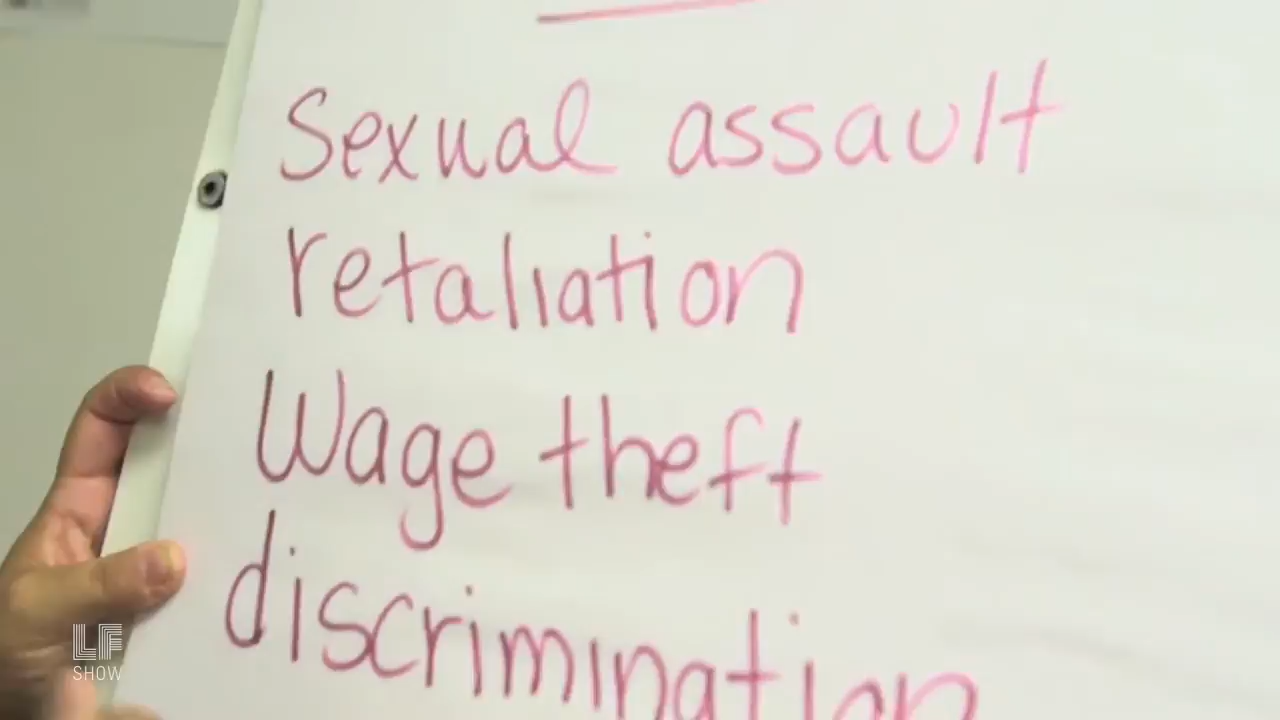 Sexual assault
retaliation
Wage theft
discrimination
LF
SHOW